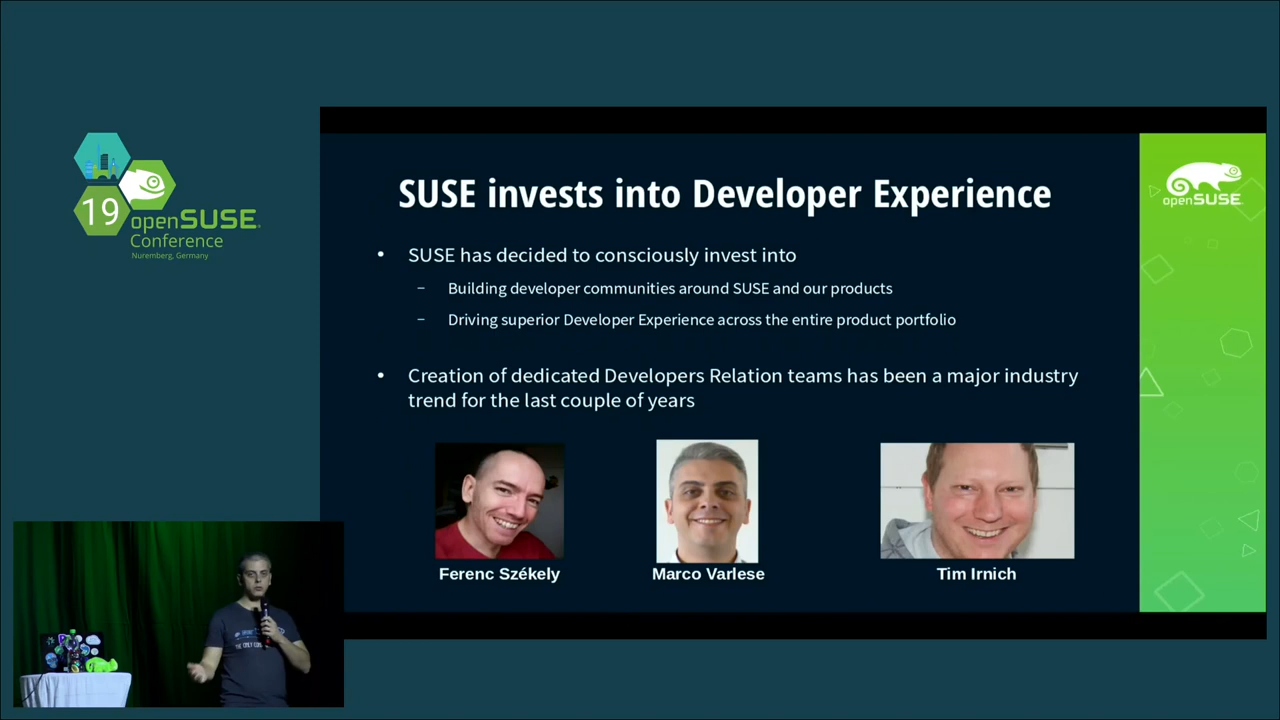 19
openSUSE
Conference
Nuremberg, Germany
SUSE invests into Developer Experience
openSUSE
• SUSE has decided to consciously invest into
– Building developer communities around SUSE and our products
– Driving superior Developer Experience across the entire product portfolio
• Creation of dedicated Developers Relation teams has been a major industry
trend for the last couple of years
Ferenc Székely
Marco Varlese
Tim Irnich